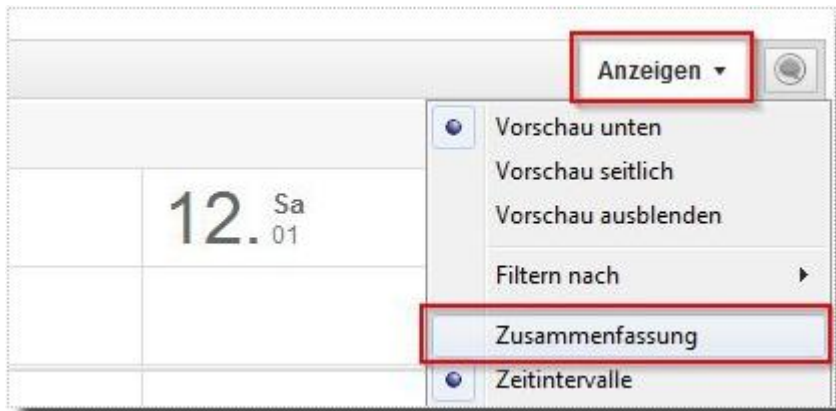 Anzeigen
Vorschau unten
Vorschau seitlich
12. Sa
01
Vorschau ausblenden
Filtern nach
Zusammenfassung
Zeitintervalle